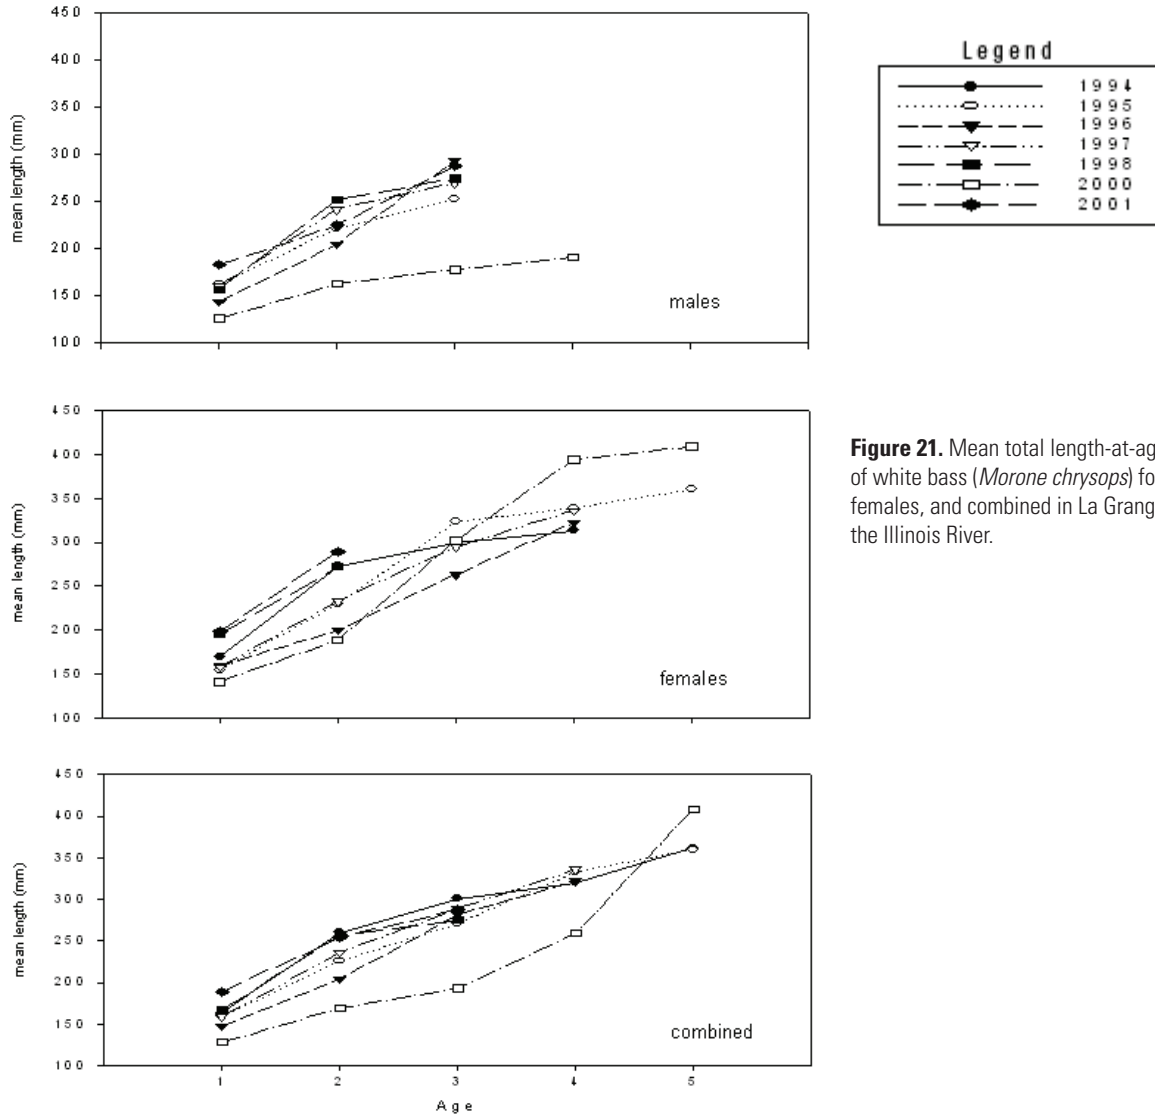 450
400
350
300
250
200
150
100
mean length (mm)
males
Legend
1994
1995
1996
1997
1998
2000
2001
450
400
350
300
250
200
150
100
mean length (mm)
females
Figure 21. Mean total length-at-ag
of white bass (Morone chrysops) fo
females, and combined in La Grang
the Illinois River.
450
400
350
300
250
200
150
100
mean length (mm)
combined
1 2 3 4 5
Age